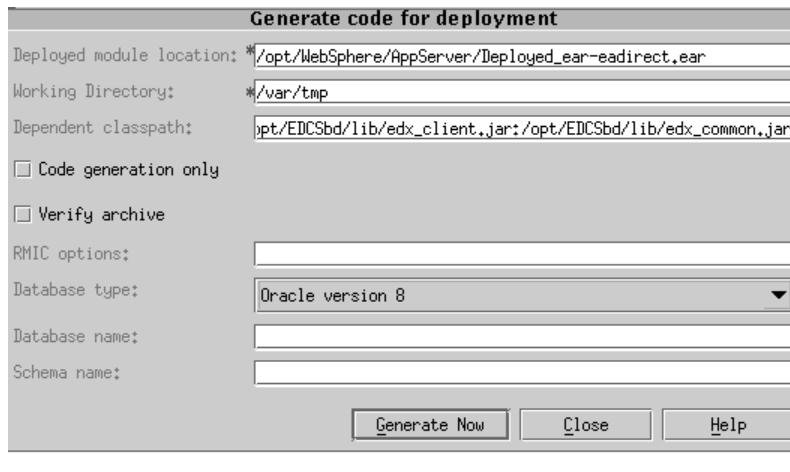 Generate code for deployment
Deployed module location: */opt/WebSphere/AppServer/Deployed_ear-eadirect.ear
Working Directory: */var/tmp
Dependent classpath: opt/EDCSbd/lib/edx_client.jar:/opt/EDCSbd/lib/edx_common.jar
Code generation only
Verify archive
RMIC options:
Database type: Oracle version 8
Database name:
Schema name:
Generate Now Close Help